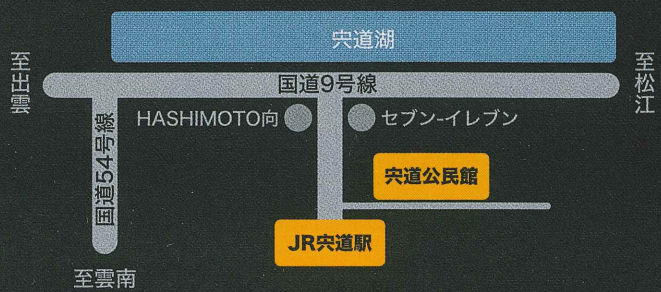 宍道湖
至出雲
国道9号線
至松江
HASHIMOTO向
セブン-イレブン
国道54号線
宍道公民館
JR宍道駅
至雲南